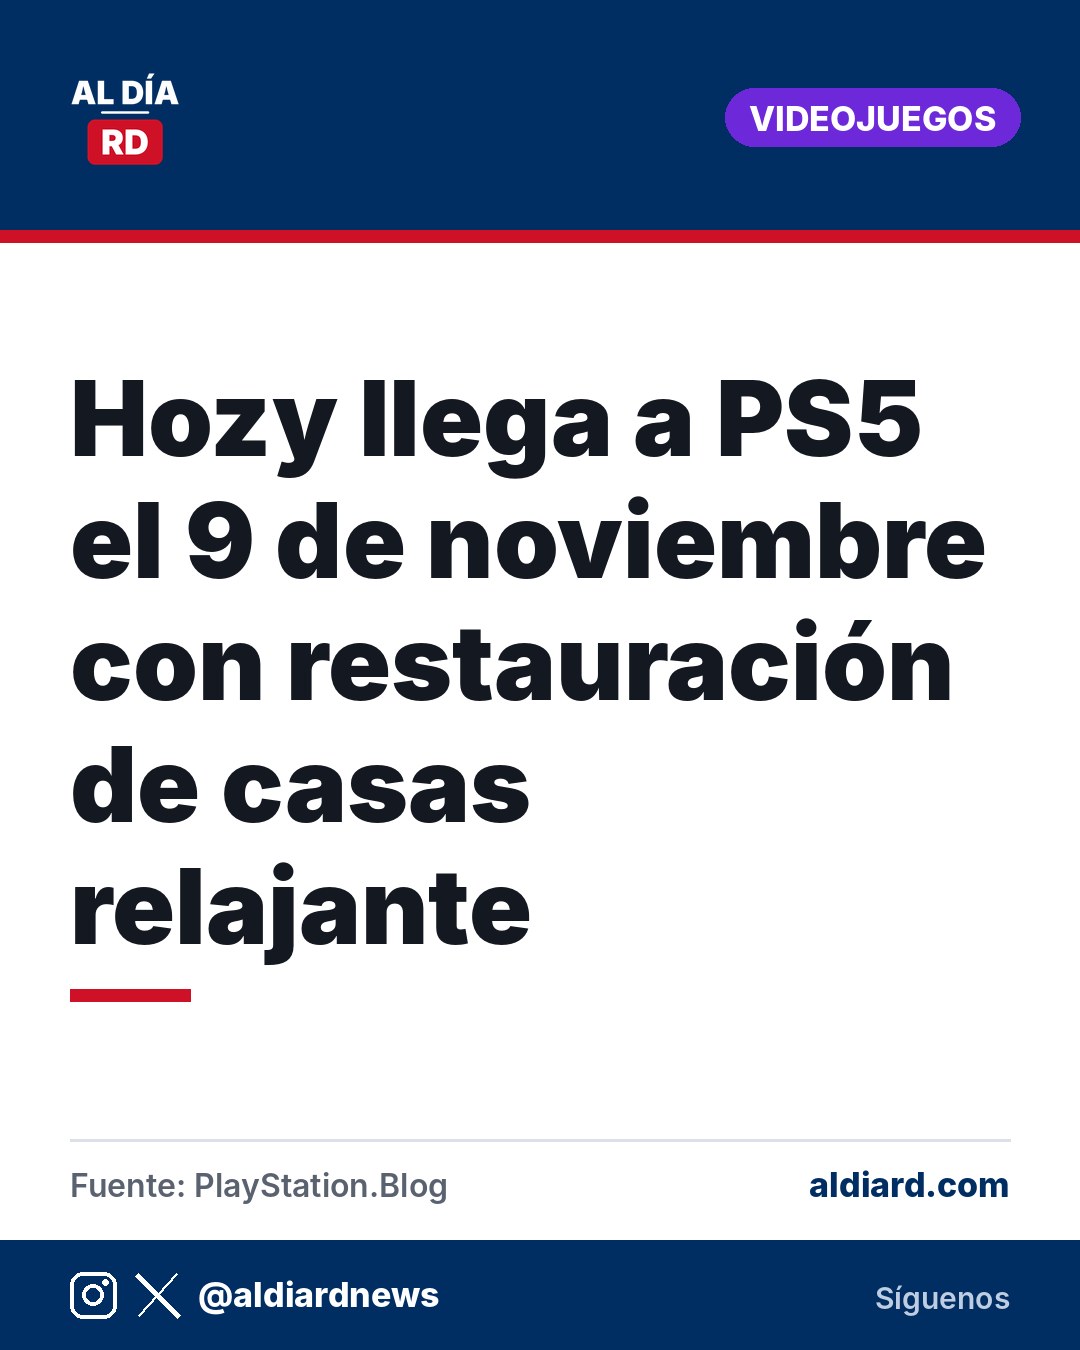 AL DÍA
RD
VIDEOJUEGOS
Hozy llega a PS5
el 9 de noviembre
con restauración
de casas
relajante
Fuente: PlayStation.Blog
aldiard.com
@aldiardnews
Síguenos